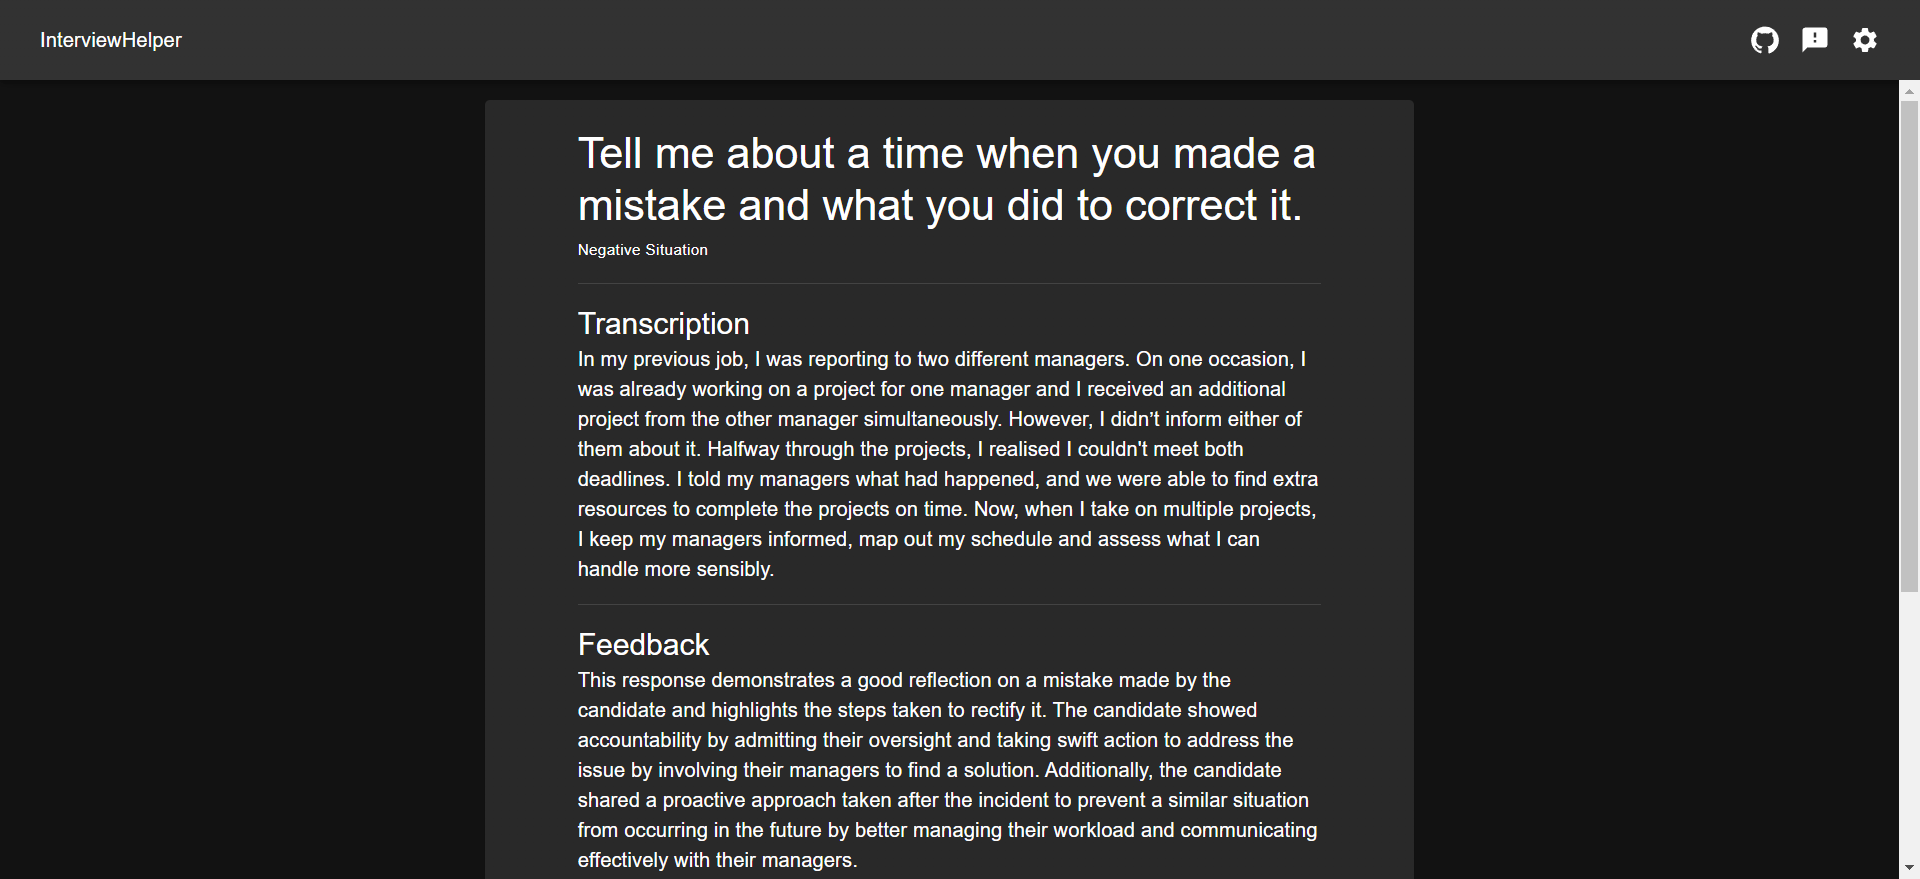 InterviewHelper
Tell me about a time when you made a
mistake and what you did to correct it.
Negative Situation
Transcription
In my previous job, I was reporting to two different managers. On one occasion, I
was already working on a project for one manager and I received an additional
project from the other manager simultaneously. However, I didn’t inform either of
them about it. Halfway through the projects, I realised I couldn't meet both
deadlines. I told my managers what had happened, and we were able to find extra
resources to complete the projects on time. Now, when I take on multiple projects,
I keep my managers informed, map out my schedule and assess what I can
handle more sensibly.
Feedback
This response demonstrates a good reflection on a mistake made by the
candidate and highlights the steps taken to rectify it. The candidate showed
accountability by admitting their oversight and taking swift action to address the
issue by involving their managers to find a solution. Additionally, the candidate
shared a proactive approach taken after the incident to prevent a similar situation
from occurring in the future by better managing their workload and communicating
effectively with their managers.